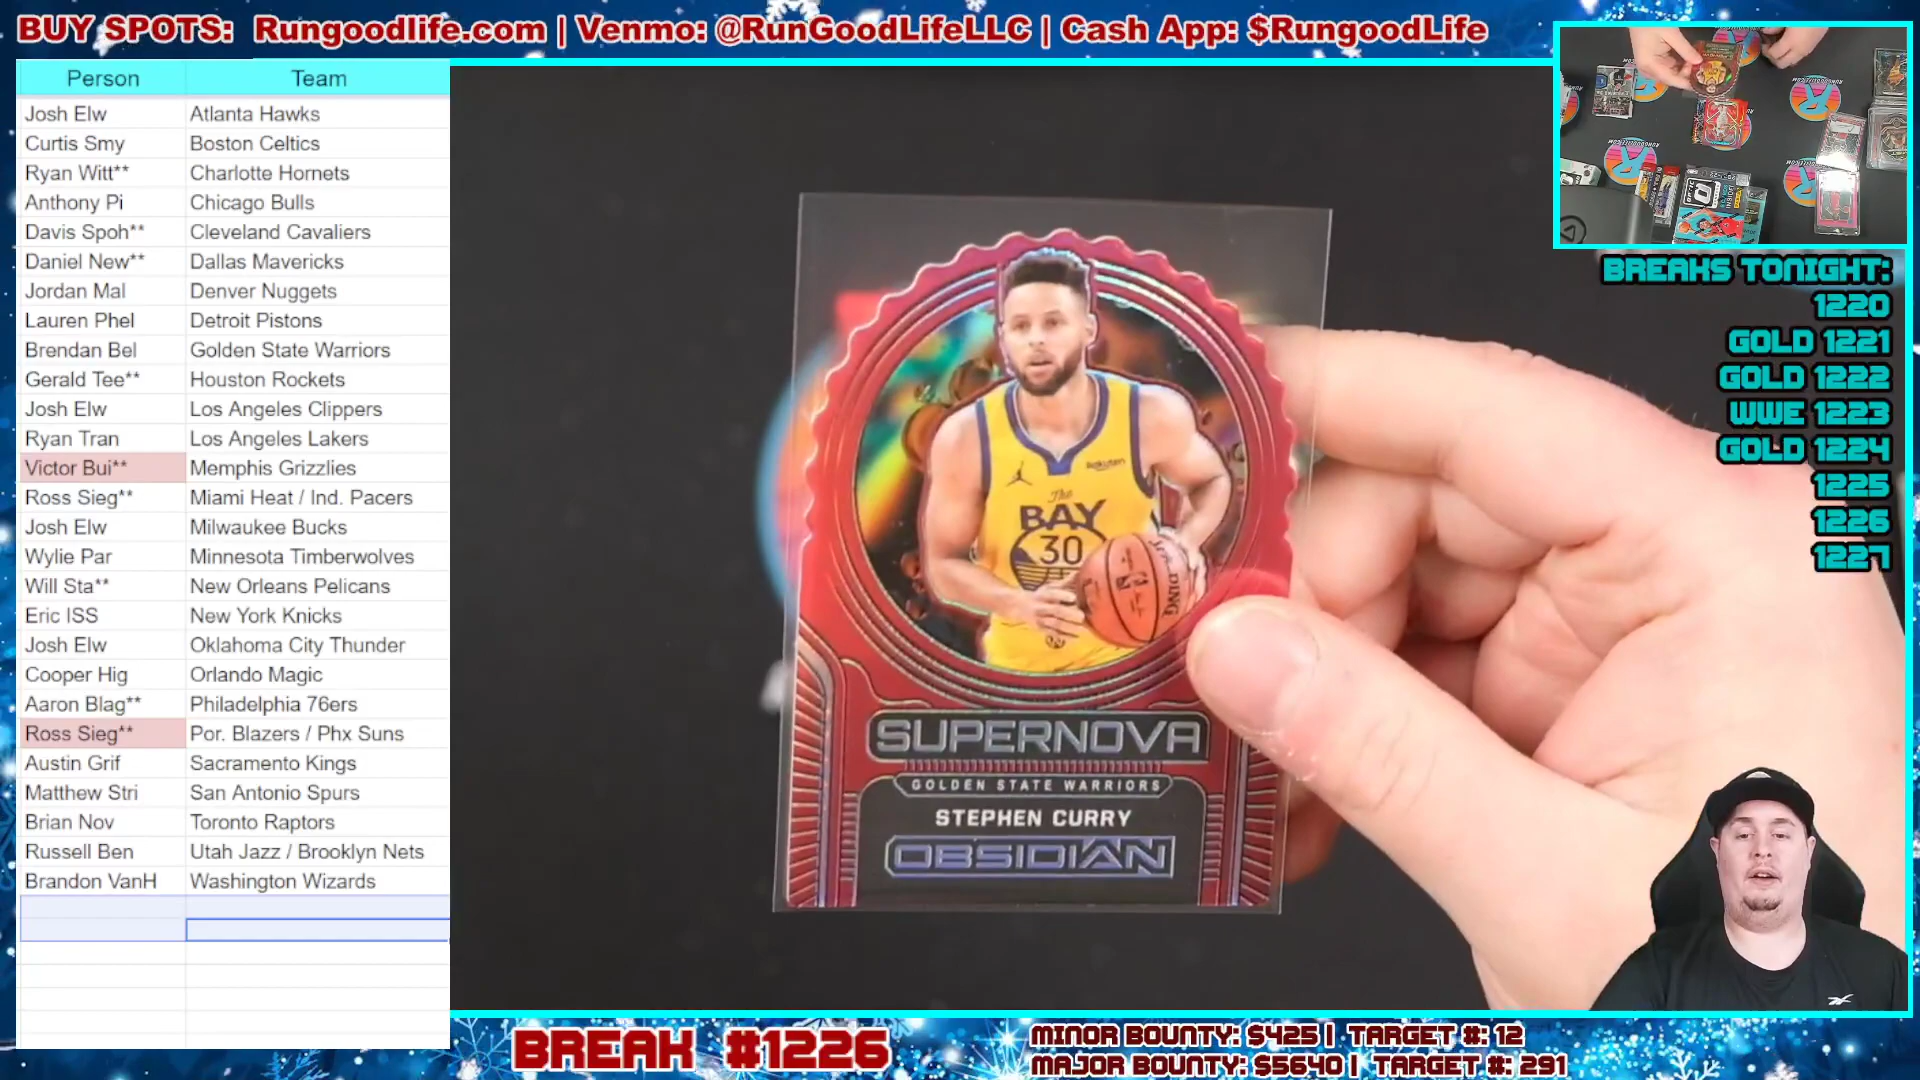 BUY SPOTS: Rungoodlife.com | Venmo: @RunGoodLifeLLC | Cash App: $RungoodLife
Person Team
Josh Elw Atlanta Hawks
Curtis Smy Boston Celtics
Ryan Witt** Charlotte Hornets
Anthony Pi Chicago Bulls
Davis Spoh** Cleveland Cavaliers
Daniel New** Dallas Mavericks
Jordan Mal Denver Nuggets
Lauren Phel Detroit Pistons
Brendan Bel Golden State Warriors
Gerald Tee** Houston Rockets
Josh Elw Los Angeles Clippers
Ryan Tran Los Angeles Lakers
Victor Bui** Memphis Grizzlies
Ross Sieg** Miami Heat / Ind. Pacers
Josh Elw Milwaukee Bucks
Wylie Par Minnesota Timberwolves
Will Sta** New Orleans Pelicans
Eric ISS New York Knicks
Josh Elw Oklahoma City Thunder
Cooper Hig Orlando Magic
Aaron Blag** Philadelphia 76ers
Ross Sieg** Por. Blazers / Phx Suns
Austin Grif Sacramento Kings
Matthew Stri San Antonio Spurs
Brian Nov Toronto Raptors
Russell Ben Utah Jazz / Brooklyn Nets
Brandon VanH Washington Wizards
Rakuten
The
BAY
30
SUPERNOVA
GOLDEN STATE WARRIORS
STEPHEN CURRY
OBSIDIAN
BREAKS TONIGHT:
1220
GOLD 1221
GOLD 1222
WWE 1223
GOLD 1224
1225
1226
1227
BREAK #1226
MINOR BOUNTY: $425 | TARGET #: 12
MAJOR BOUNTY: $5640 | TARGET #: 291